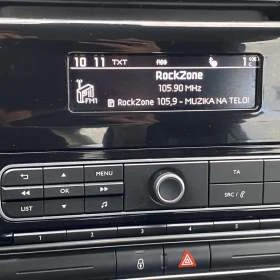 10 11 TXT
RockZone
105.90 MHz
FM1
RockZone 105,9 - MUZIKA NA TELO!
MENU
TA
OK
SRC /
LIST
1 2 3 4 5 6